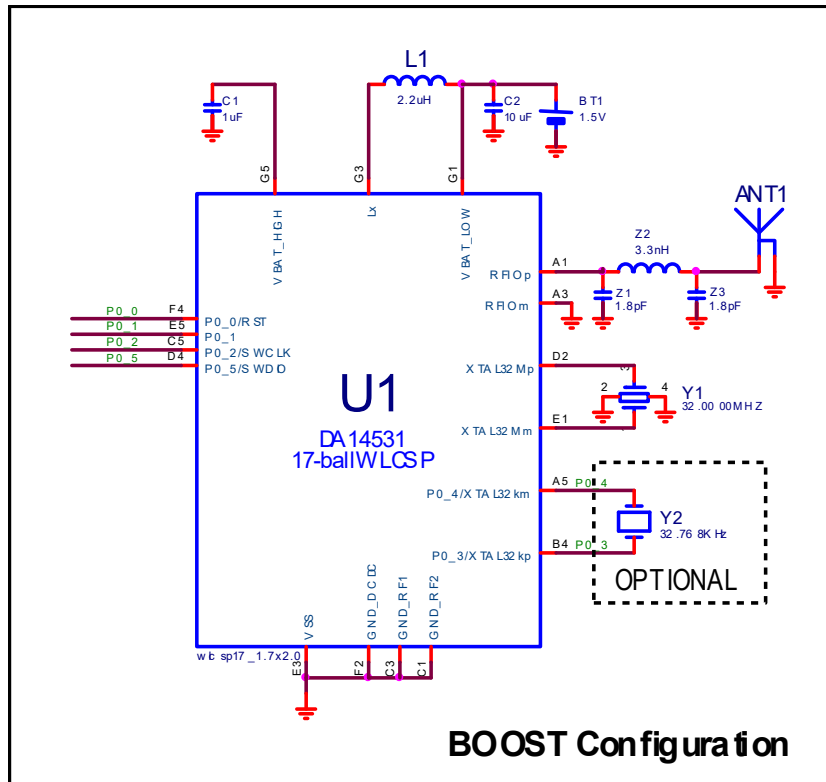 L1
2.2uH
C1
1uF
C2
10 uF
BT1
1.5V
G5
G3
G1
VBAT_HIGH
Lx
VBAT_LOW
ANT1
Z2
3.3nH
A1
RFIOp
Z1
1.8pF
Z3
1.8pF
A3
RFIOm
P0_0
F4
P0_0/RST
P0_1
E5
P0_1
P0_2
C5
P0_2/SWCLK
P0_5
D4
P0_5/SWDIO
D2
XTAL32Mp
3
2
4
Y1
32.0000MHZ
E1
XTAL32Mm
U1
DA14531
17-ball WLCSP
A5
P0_4
P0_4/XTAL32km
Y2
32.768KHz
B4
P0_3
P0_3/XTAL32kp
OPTIONAL
VSS
GND_DCDC
GND_RF1
GND_RF2
wlcsp17_1.7x2.0
E3
F2
C3
C1
BOOST Configuration